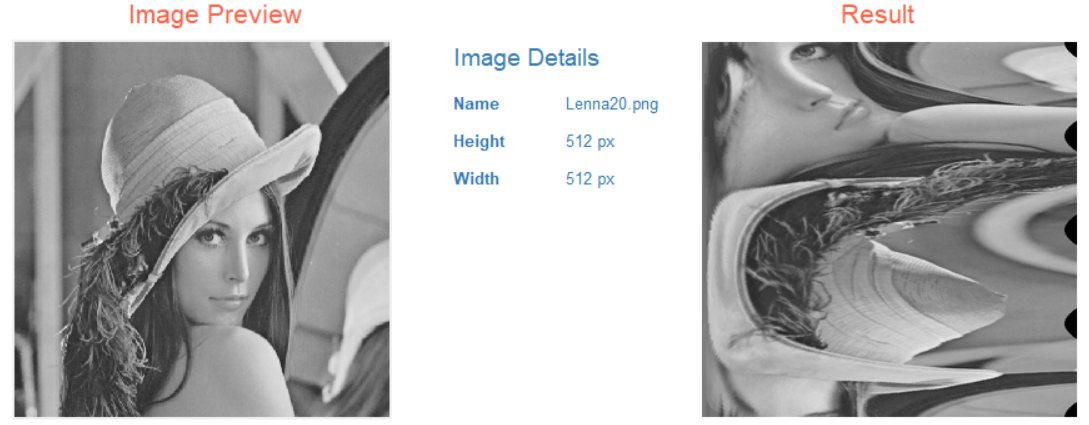 Image Preview
Result
Image Details
Name Lenna20.png
Height 512 px
Width 512 px